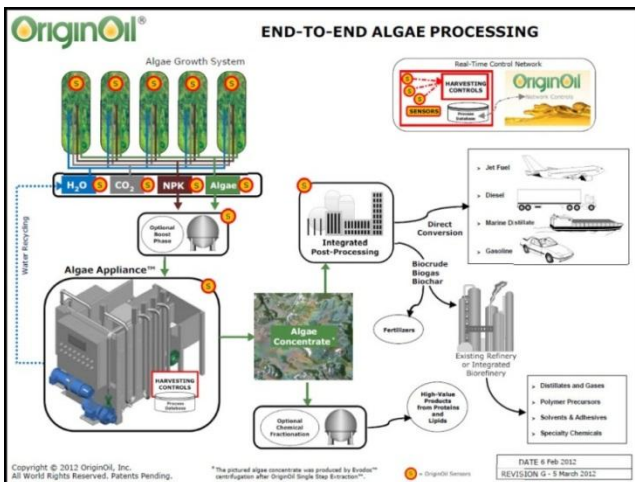 ORIGINOIL®
END-TO-END ALGAE PROCESSING
Algae Growth System
S S S S S
H2O S CO2 S NPK S Algae S
Water Recycling
Optional
Boost
Phase
S
Algae Appliance™
S
HARVESTING
CONTROLS
Process
Database
Algae
Concentrate*
Optional
Chemical
Fractionation
High-Value
Products
from Proteins
and
Lipids
S
Integrated
Post-Processing
Direct
Conversion
Biocrude
Biogas
Biochar
Fertilizers
Existing Refinery
or Integrated
Biorefinery
Real-Time Control Network
S
S
S
SENSORS
HARVESTING
CONTROLS
Process
Database
ORIGINOIL
Network Controls
➤ Jet Fuel
➤ Diesel
➤ Marine Distillate
➤ Gasoline
➤ Distillates and Gases
➤ Polymer Precursors
➤ Solvents & Adhesives
➤ Specialty Chemicals
Copyright © 2012 OriginOil, Inc.
All World Rights Reserved. Patents Pending.
* The pictured algae concentrate was produced by Evodos™
centrifugation after OriginOil Single Step Extraction™.
S = OriginOil Sensors
DATE 6 Feb 2012
REVISION G - 5 March 2012